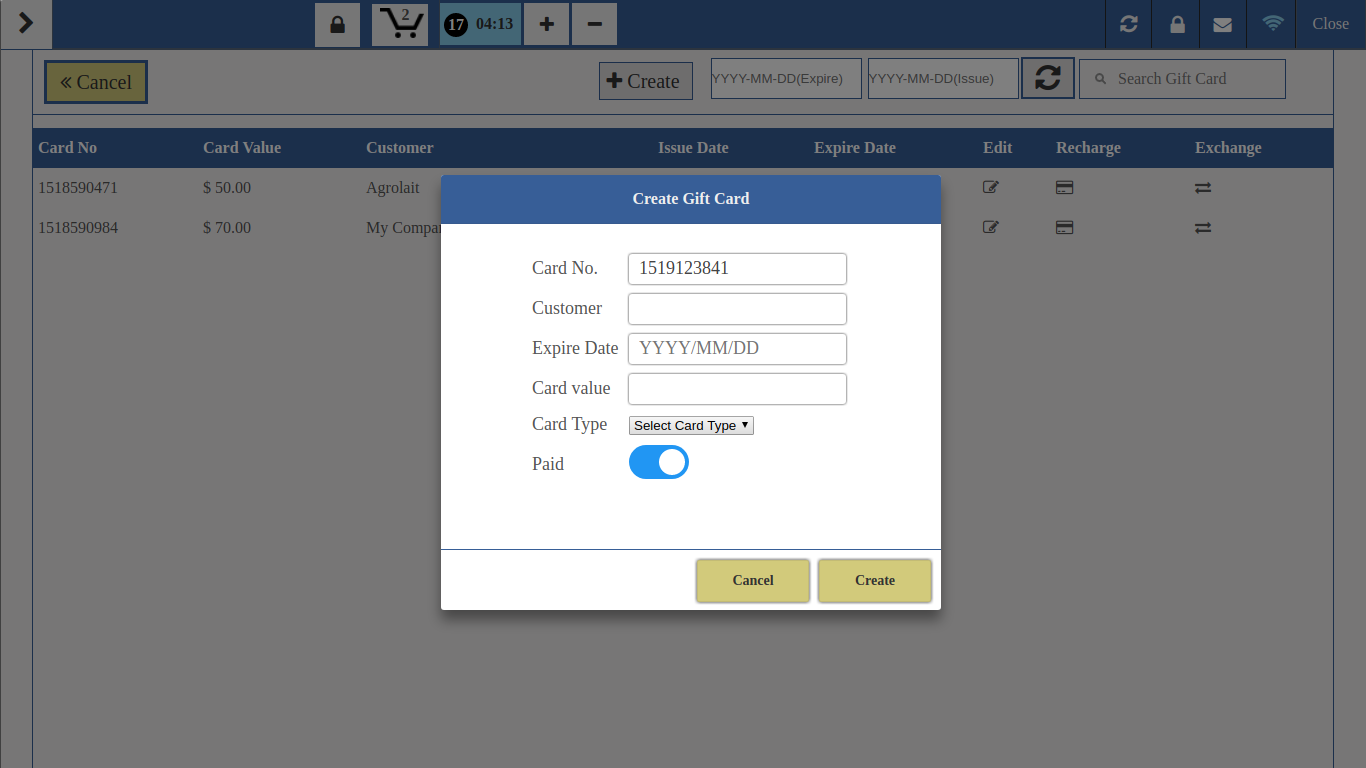 2
17 04:13
Close
Cancel
Create
YYYY-MM-DD(Expire)
YYYY-MM-DD(Issue)
Search Gift Card
Card No Card Value Customer Issue Date Expire Date Edit Recharge Exchange
1518590471 $ 50.00 Agrolait
1518590984 $ 70.00 My Compa
Create Gift Card
Card No. 1519123841
Customer
Expire Date YYYY/MM/DD
Card value
Card Type Select Card Type
Paid
Cancel Create